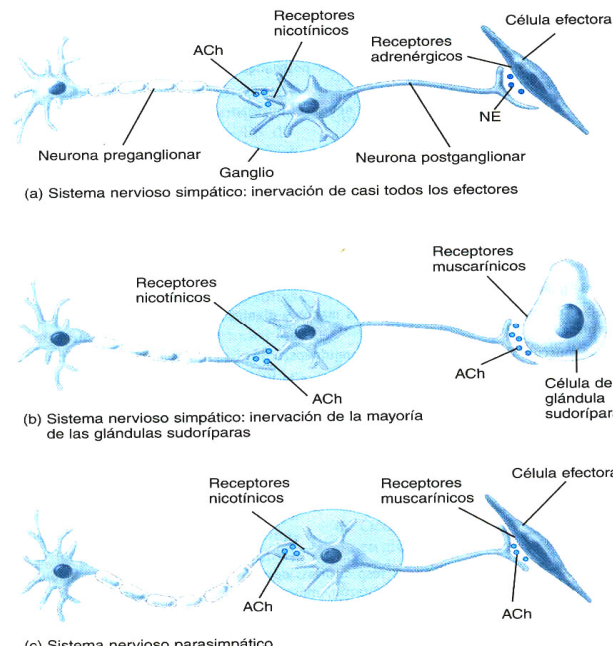 Receptores
nicotínicos
Célula efectora
Receptores
adrenérgicos
ACh
NE
Neurona preganglionar
Ganglio
Neurona postganglionar
(a) Sistema nervioso simpático: inervación de casi todos los efectores
Receptores
muscarínicos
Receptores
nicotínicos
ACh
ACh
Célula de
glándula
sudorípar
(b) Sistema nervioso simpático: inervación de la mayoría
de las glándulas sudoríparas
Receptores
nicotínicos
Receptores
muscarínicos
Célula efectora
ACh
ACh
(c) Sistema nervioso parasimpático